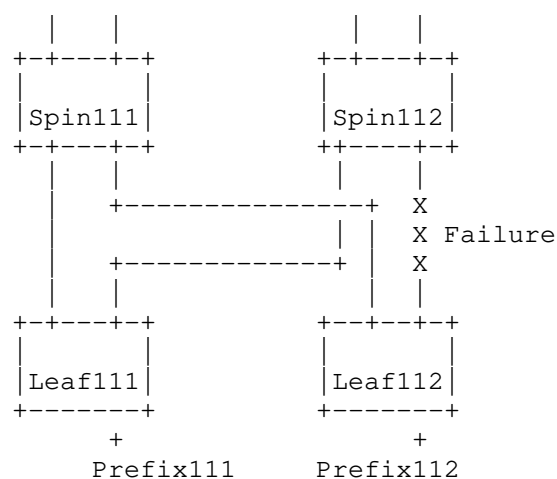 Spin111 Spin112
X
X Failure
X
Leaf111 Leaf112
Prefix111 Prefix112